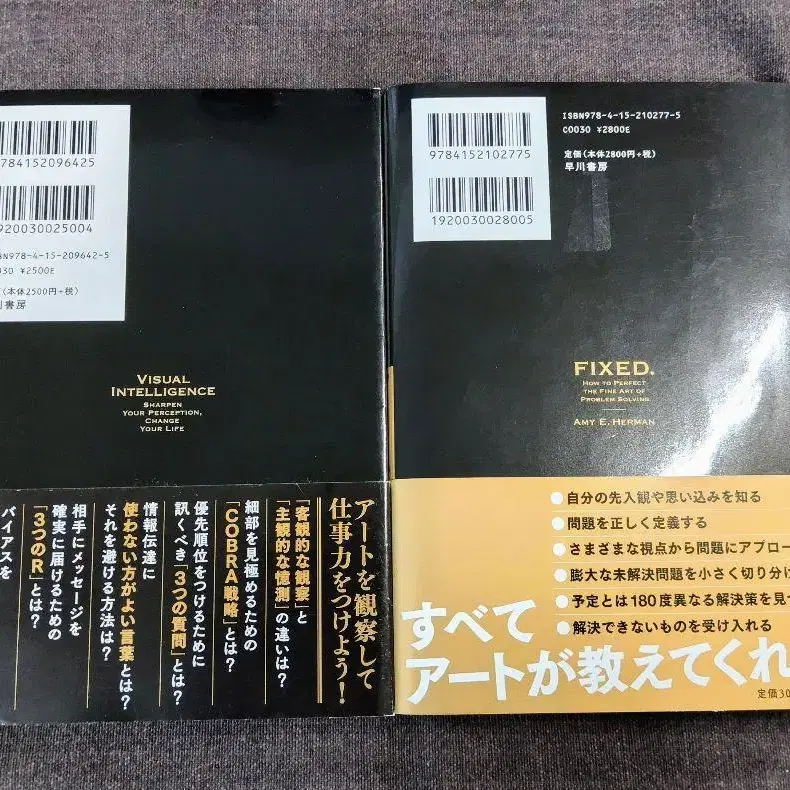 9784152096425
1920030025004
BN978-4-15-209642-5
0030 ¥2500E
(本体2500円+税)
川書房
VISUAL
INTELLIGENCE
SHARPEN
YOUR PERCEPTION,
CHANGE
YOUR LIFE
アートを観察して
仕事力をつけよう!
「客観的な観察」と
「主観的な憶測」の違いは?
細部を見極めるための
「COBRA戦略」とは?
優先順位をつけるために
訊くべき「3つの質問」とは?
情報伝達に
使わない方がよい言葉とは?
それを避ける方法は?
相手にメッセージを
確実に届けるための
「3つのR」とは?
バイアスを
9784152102775
1920030028005
ISBN978-4-15-210277-5
C0030 ¥2800E
定価(本体2800円+税)
早川書房
FIXED.
HOW TO PERFECT
THE FINE ART OF
PROBLEM SOLVING
AMY E. HERMAN
●自分の先入観や思い込みを知る
●問題を正しく定義する
●さまざまな視点から問題にアプロー
●膨大な未解決問題を小さく切り分け
●予定とは180度異なる解決策を見
●解決できないものを受け入れる
すべて
アートが教えてくれ
定価30